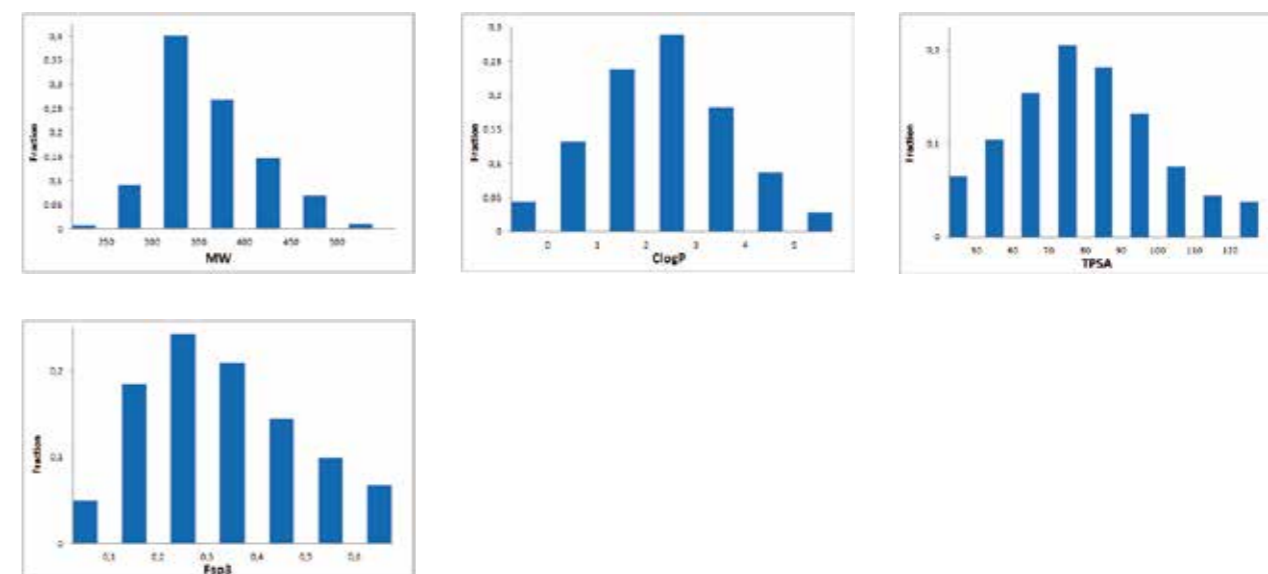 0,4
0.35
0,3
0.25
0.2
0.15
0,1
0.05
0
Fraction
250 300 350 400 450 500
MW
0,3
0,25
0,2
0,15
0,1
0,05
0
Fraction
0 1 2 3 4 5
ClogP
0,2
0,1
0
Fraction
50 60 70 80 90 100 110 120
TPSA
0,2
0,1
0
Fraction
0,1 0,2 0,3 0,4 0,5 0,6
Fsp3